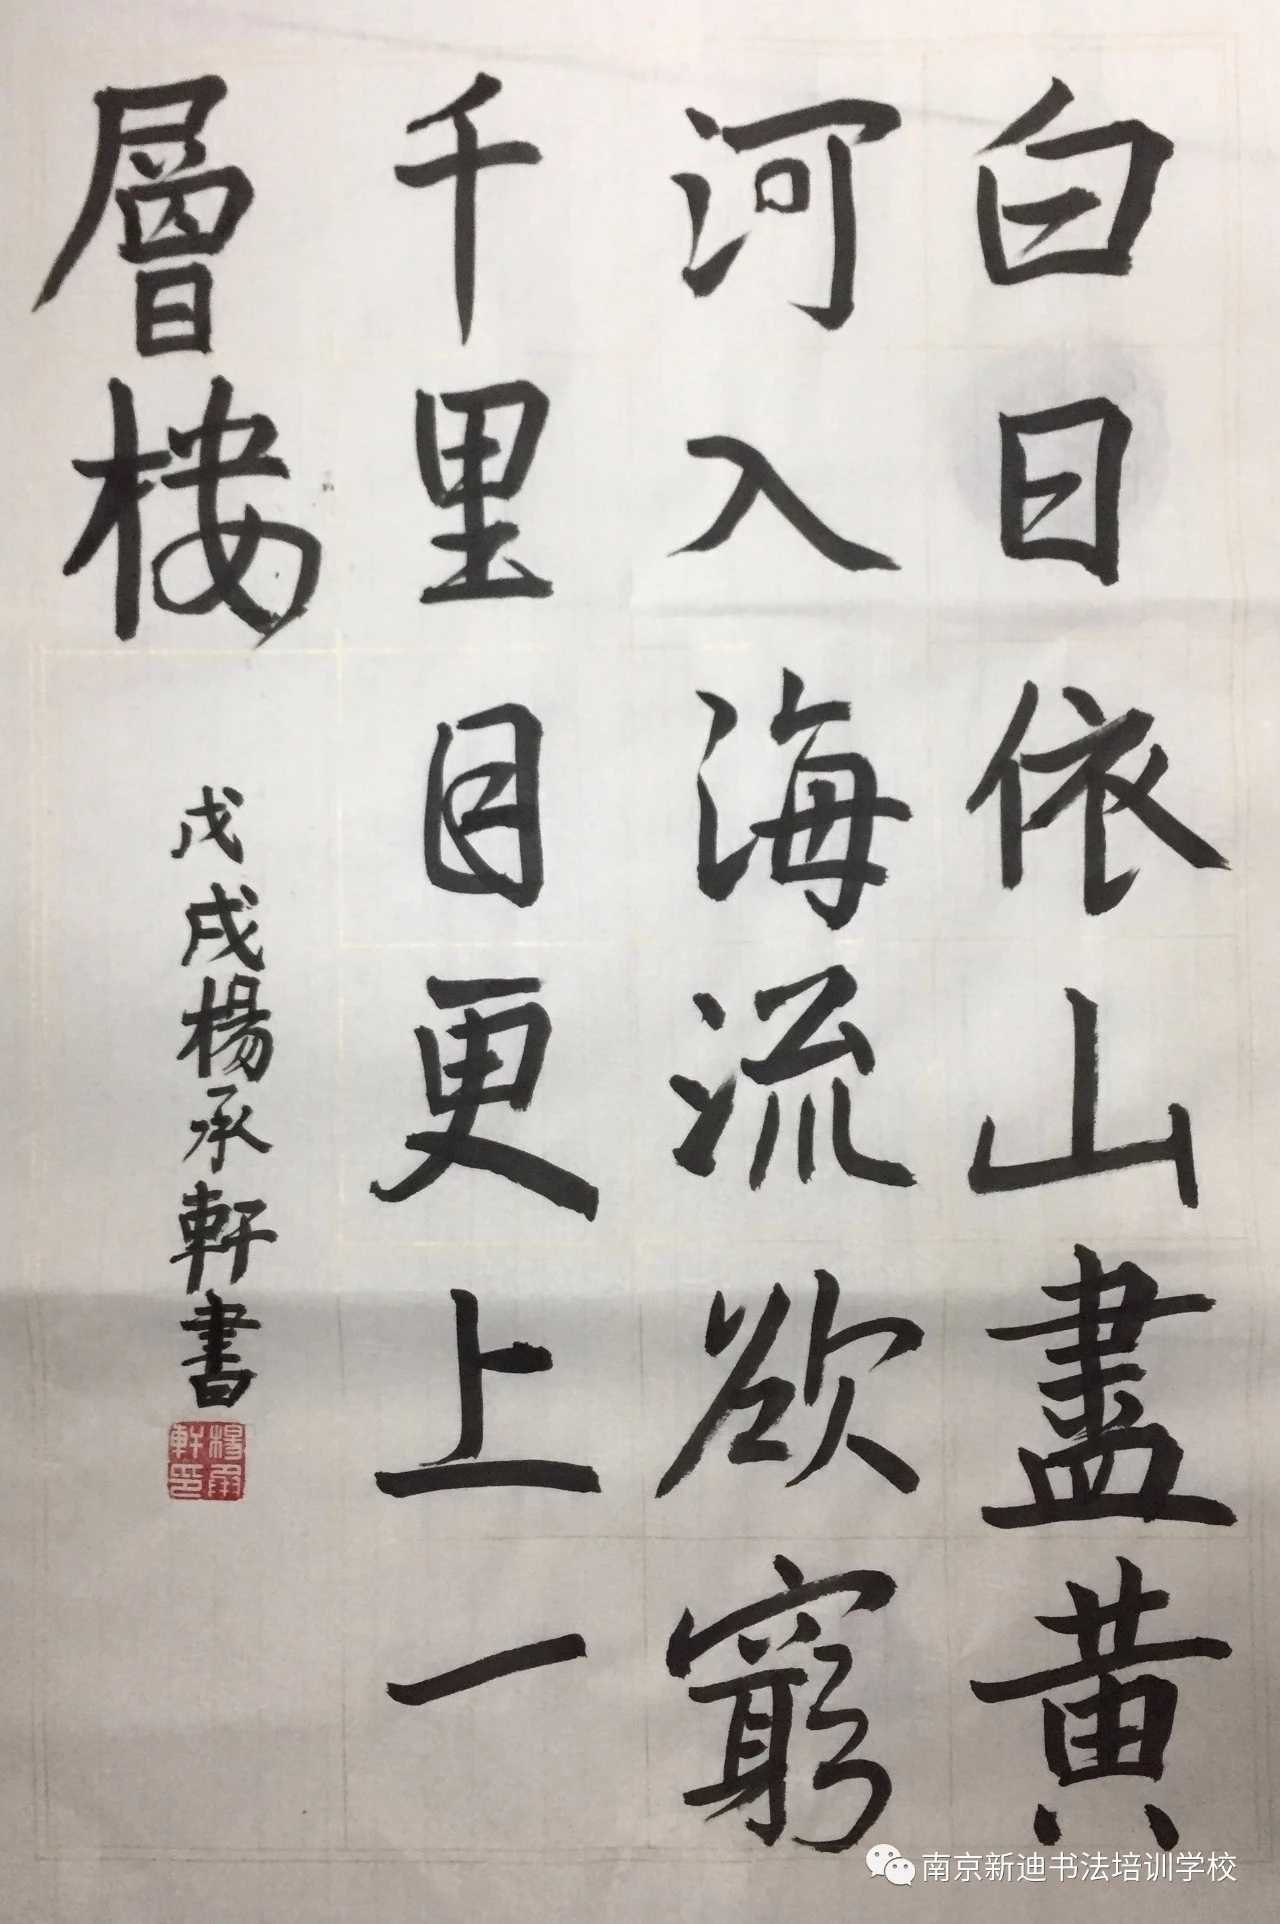 白日依山盡黃
河入海流欲窮
千里目更上一
層樓
戊戌楊承軒書
楊承軒印
南京新迪书法培训学校